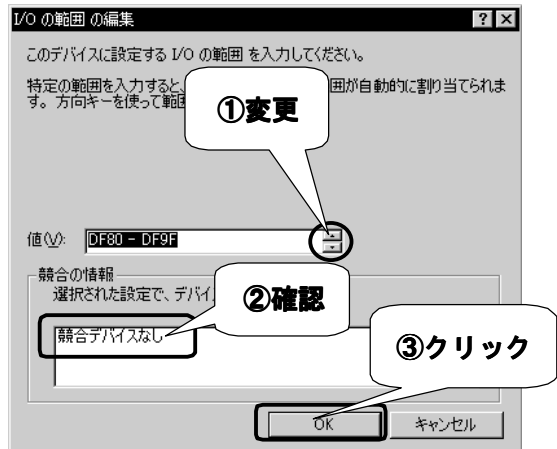 I/O の範囲 の編集
このデバイスに設定する I/O の範囲 を入力してください。
特定の範囲を入力すると、 囲が自動的に割り当てられま
す。 方向キーを使って範囲
①変更
値(V): DF80 - DF9F
競合の情報
選択された設定で、デバイ
②確認
競合デバイスなし
③クリック
OK キャンセル